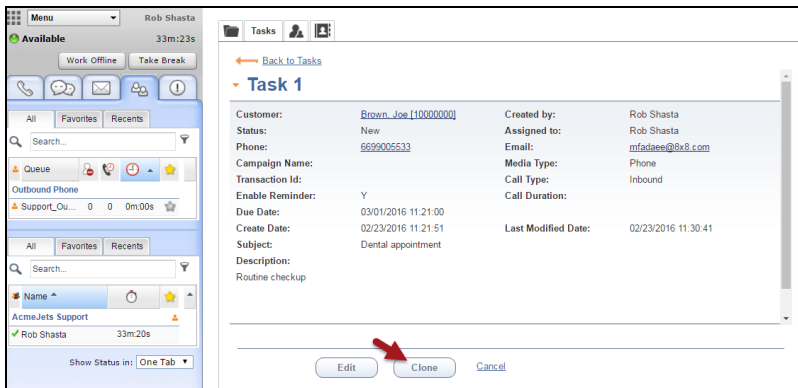 Menu Rob Shasta
Available 33m:23s
Work Offline Take Break
All Favorites Recents
Search...
Queue
Outbound Phone
Support_Ou... 0 0 0m:00s
All Favorites Recents
Search...
Name
AcmeJets Support
Rob Shasta 33m:20s
Show Status in: One Tab
Tasks
Back to Tasks
Task 1
Customer: Brown, Joe [10000000] Created by: Rob Shasta
Status: New Assigned to: Rob Shasta
Phone: 6699005533 Email: mfadaee@8x8.com
Campaign Name: Media Type: Phone
Transaction Id: Call Type: Inbound
Enable Reminder: Y Call Duration:
Due Date: 03/01/2016 11:21:00
Create Date: 02/23/2016 11:21:51 Last Modified Date: 02/23/2016 11:30:41
Subject: Dental appointment
Description:
Routine checkup
Edit Clone Cancel